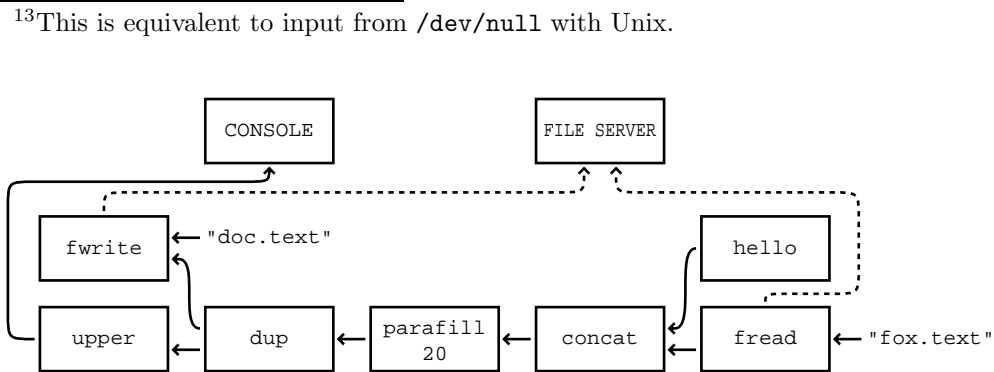 13This is equivalent to input from /dev/null with Unix.
CONSOLE
FILE SERVER
fwrite
"doc.text"
hello
upper
dup
parafill
20
concat
fread
"fox.text"